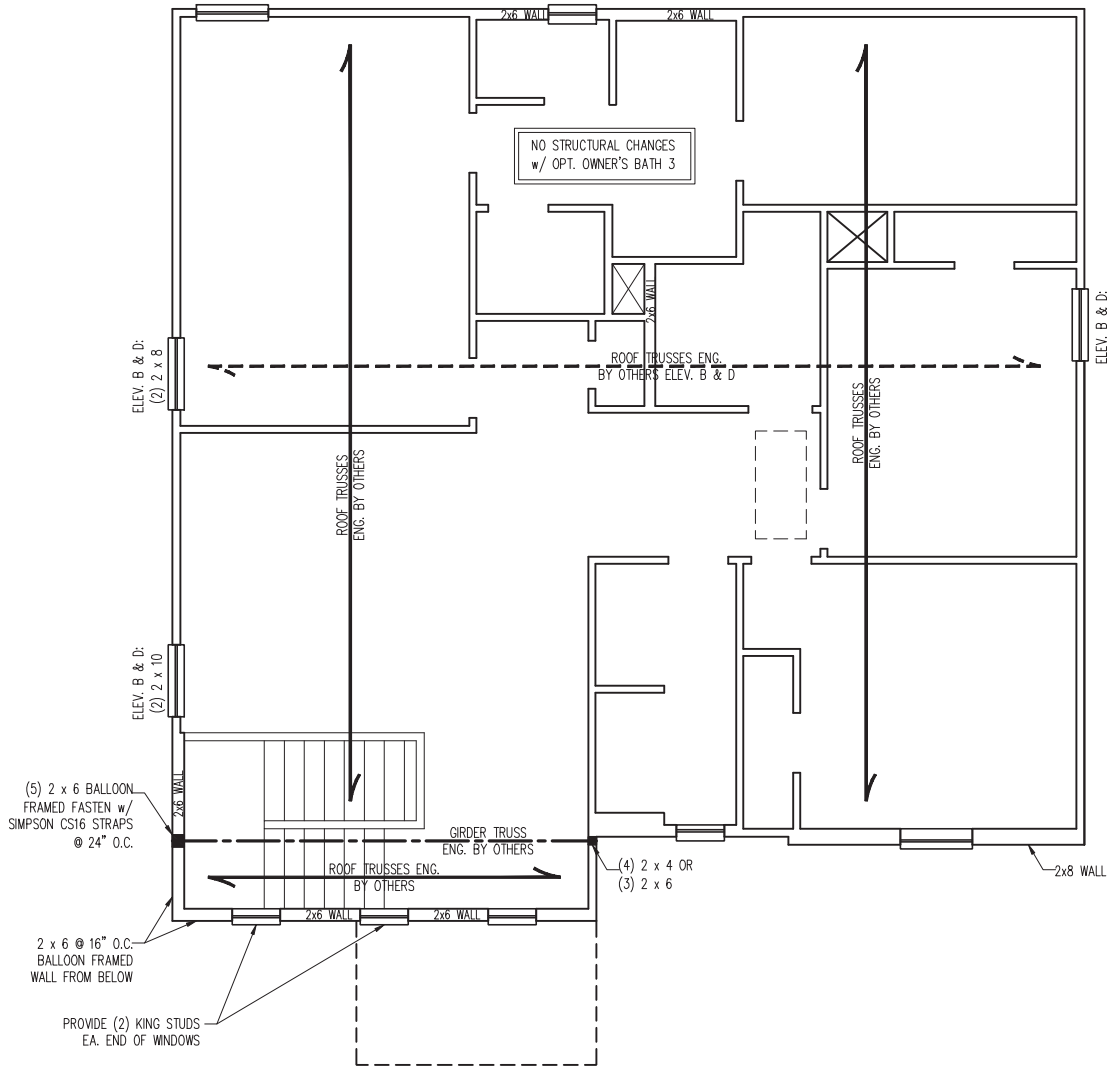 2x6 WALL
2x6 WALL
NO STRUCTURAL CHANGES
w/ OPT. OWNER'S BATH 3
2x6 WALL
ELEV. B & D:
(2) 2 x 8
ROOF TRUSSES ENG.
BY OTHERS ELEV. B & D
ELEV. B & D:
ROOF TRUSSES
ENG. BY OTHERS
ROOF TRUSSES
ENG. BY OTHERS
ELEV. B & D:
(2) 2 x 10
2x6 WALL
(5) 2 x 6 BALLOON
FRAMED FASTEN w/
SIMPSON CS16 STRAPS
@ 24" O.C.
GIRDER TRUSS
ENG. BY OTHERS
ROOF TRUSSES ENG.
BY OTHERS
(4) 2 x 4 OR
(3) 2 x 6
2x8 WALL
2x6 WALL
2x6 WALL
2 x 6 @ 16" O.C.
BALLOON FRAMED
WALL FROM BELOW
PROVIDE (2) KING STUDS
EA. END OF WINDOWS